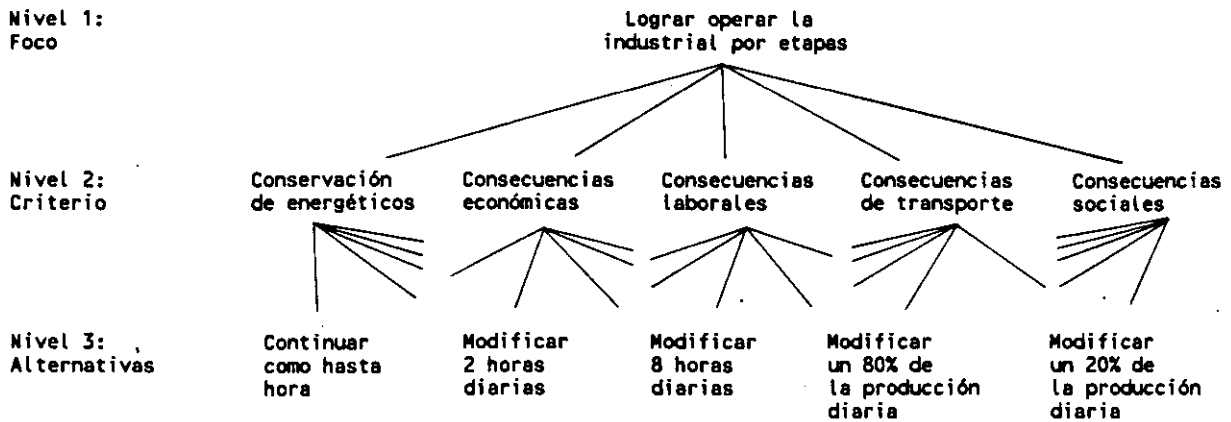 Nivel 1:
Foco
Lograr operar la
industrial por etapas
Nivel 2:
Criterio
Conservación
de energéticos
Consecuencias
económicas
Consecuencias
laborales
Consecuencias
de transporte
Consecuencias
sociales
Nivel 3:
Alternativas
Continuar
como hasta
hora
Modificar
2 horas
diarias
Modificar
8 horas
diarias
Modificar
un 80% de
la producción
diaria
Modificar
un 20% de
la producción
diaria